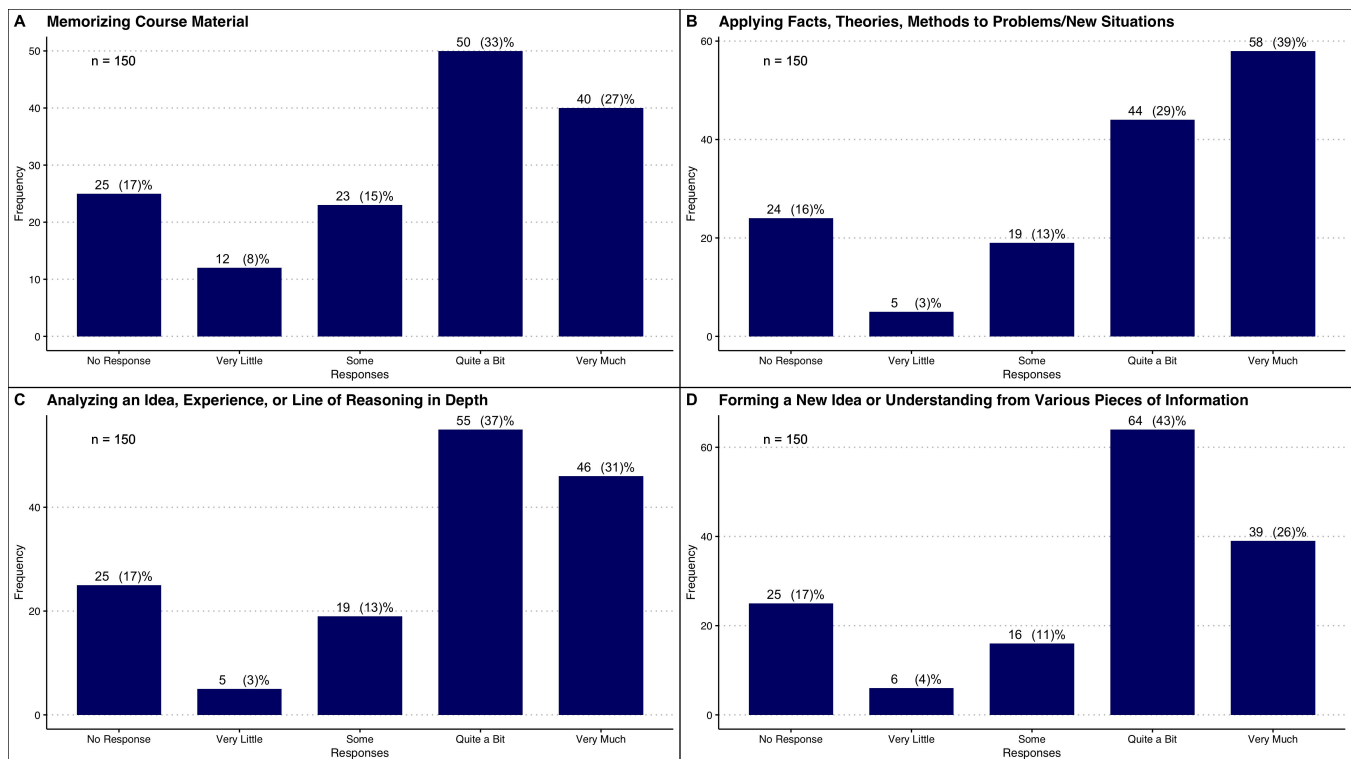 A Memorizing Course Material
n = 150
50 (33)%
40 (27)%
25 (17)%
23 (15)%
12 (8)%
50
40
30
20
10
0
Frequency
No Response Very Little Some Quite a Bit Very Much
Responses
B Applying Facts, Theories, Methods to Problems/New Situations
n = 150
58 (39)%
44 (29)%
24 (16)%
19 (13)%
5 (3)%
60
40
20
0
Frequency
No Response Very Little Some Quite a Bit Very Much
Responses
C Analyzing an Idea, Experience, or Line of Reasoning in Depth
n = 150
55 (37)%
46 (31)%
25 (17)%
19 (13)%
5 (3)%
40
20
0
Frequency
No Response Very Little Some Quite a Bit Very Much
Responses
D Forming a New Idea or Understanding from Various Pieces of Information
n = 150
64 (43)%
39 (26)%
25 (17)%
16 (11)%
6 (4)%
60
40
20
0
Frequency
No Response Very Little Some Quite a Bit Very Much
Responses